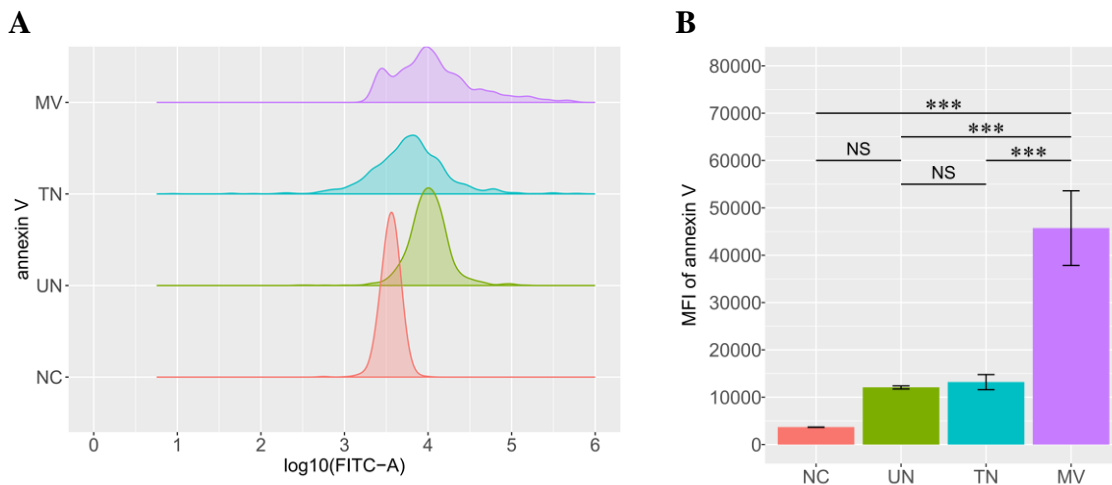 A
annexin V
MV
TN
UN
NC
0 1 2 3 4 5 6
log10(FITC−A)
B
MFI of annexin V
80000
70000
60000
50000
40000
30000
20000
10000
0
***
***
NS
***
NS
NC UN TN MV